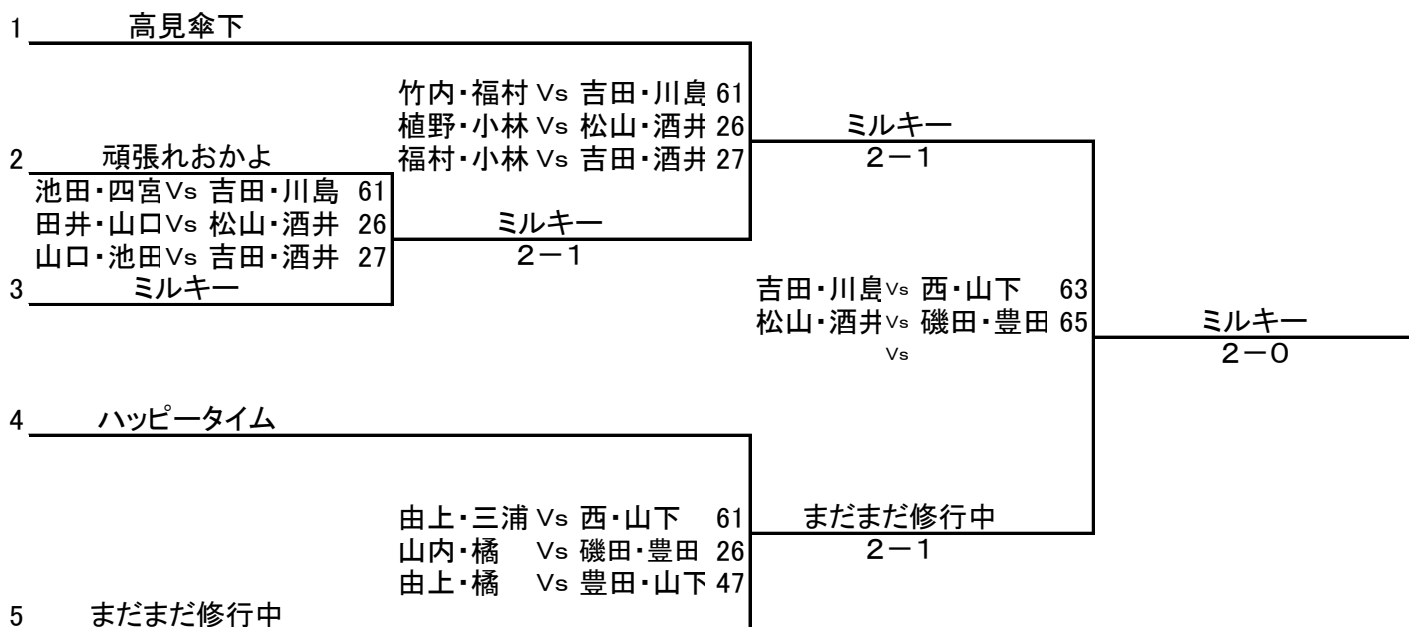 1 高見傘下
竹内・福村 Vs 吉田・川島 61
植野・小林 Vs 松山・酒井 26
福村・小林 Vs 吉田・酒井 27
ミルキー
2－1
2 頑張れおかよ
池田・四宮 Vs 吉田・川島 61
田井・山口 Vs 松山・酒井 26
山口・池田 Vs 吉田・酒井 27
ミルキー
2－1
3 ミルキー
吉田・川島 Vs 西・山下 63
松山・酒井 Vs 磯田・豊田 65
Vs
ミルキー
2－0
4 ハッピータイム
由上・三浦 Vs 西・山下 61
山内・橘 Vs 磯田・豊田 26
由上・橘 Vs 豊田・山下 47
まだまだ修行中
2－1
5 まだまだ修行中